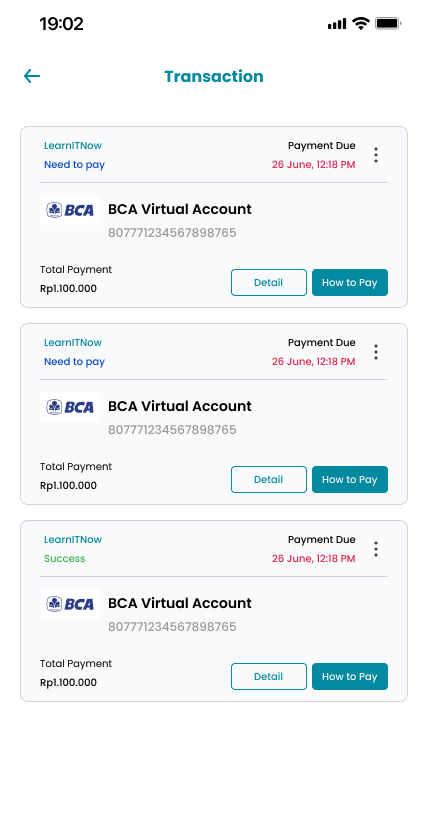 19:02
Transaction
LearnITNow
Payment Due
Need to pay
26 June, 12:18 PM
BCA
BCA Virtual Account
807771234567898765
Total Payment
Rp1.100.000
Detail
How to Pay
LearnITNow
Payment Due
Need to pay
26 June, 12:18 PM
BCA
BCA Virtual Account
807771234567898765
Total Payment
Rp1.100.000
Detail
How to Pay
LearnITNow
Payment Due
Success
26 June, 12:18 PM
BCA
BCA Virtual Account
807771234567898765
Total Payment
Rp1.100.000
Detail
How to Pay